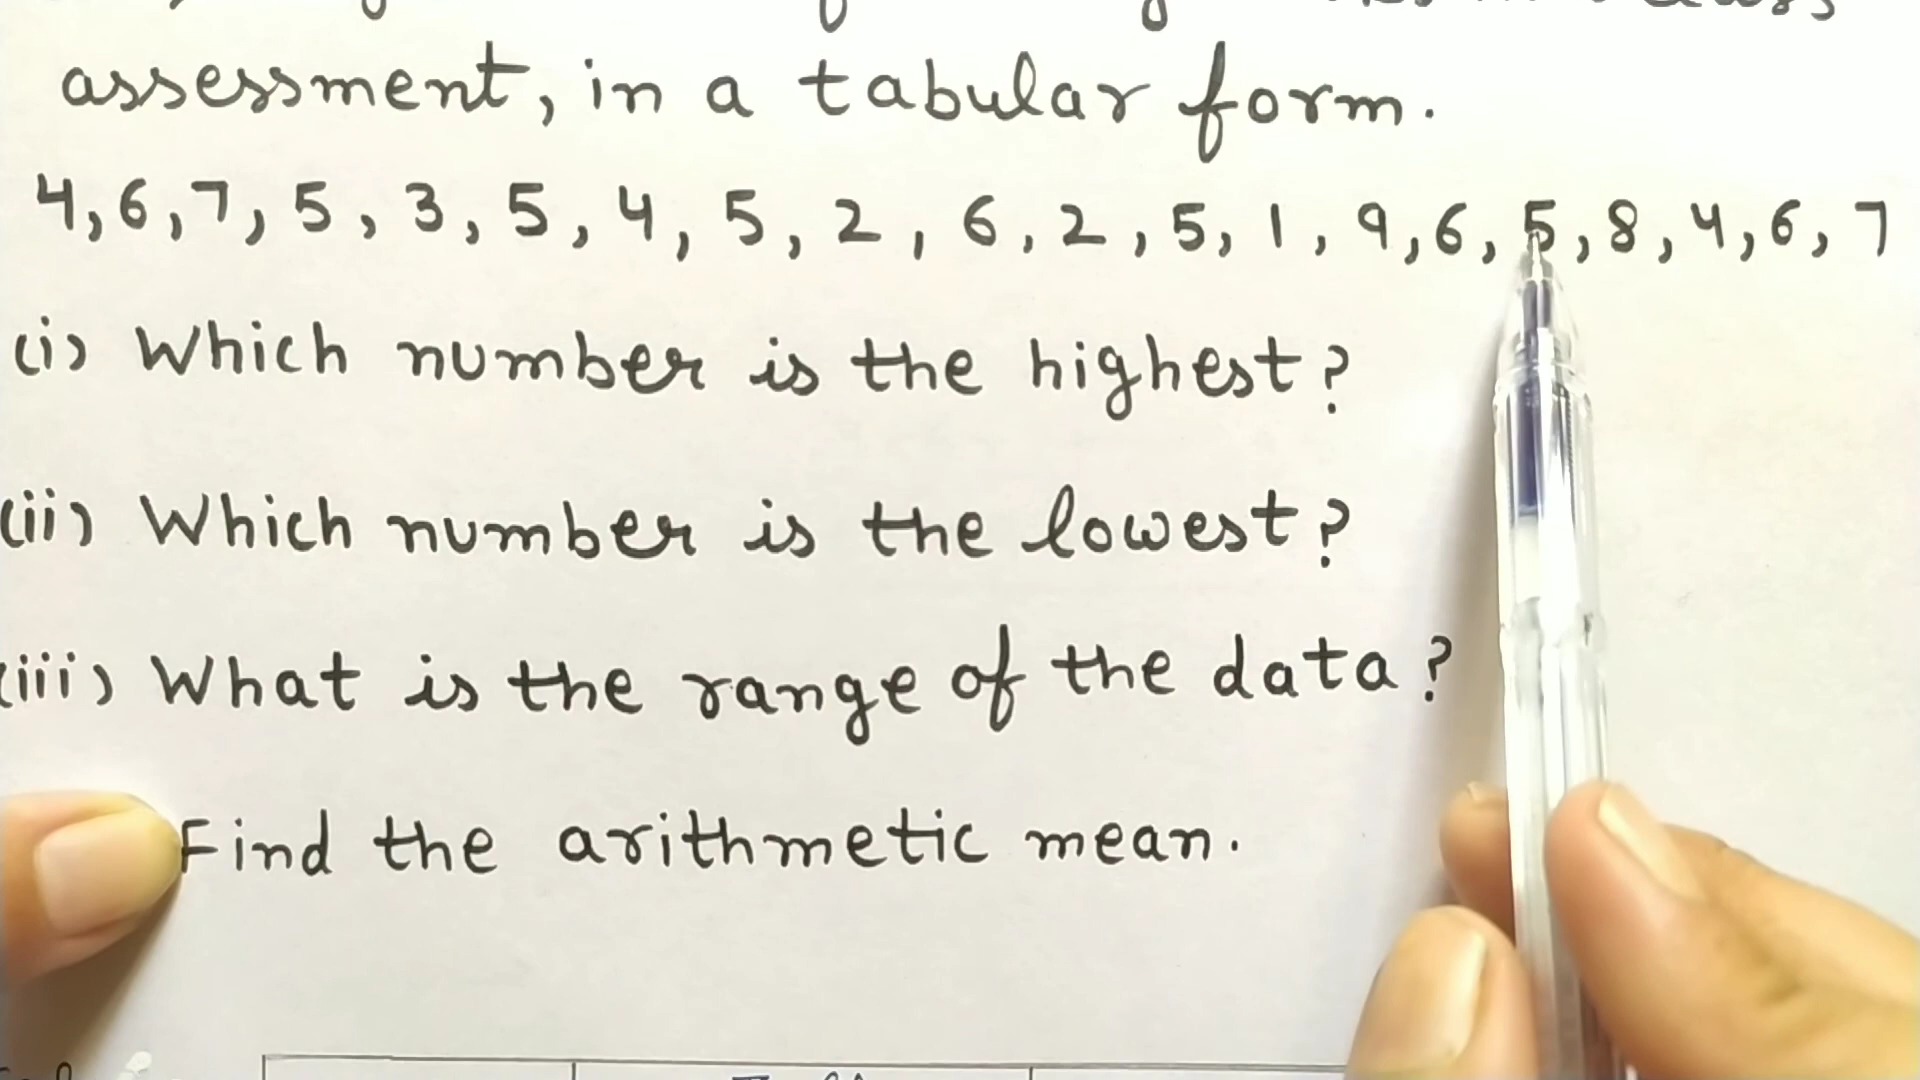 assessment, in a tabular form.
4, 6, 7, 5, 3, 5, 4, 5, 2, 6, 2, 5, 1, 9, 6, 5, 8, 4, 6, 7
(i) Which number is the highest?
(ii) Which number is the lowest?
(iii) What is the range of the data?
Find the arithmetic mean.